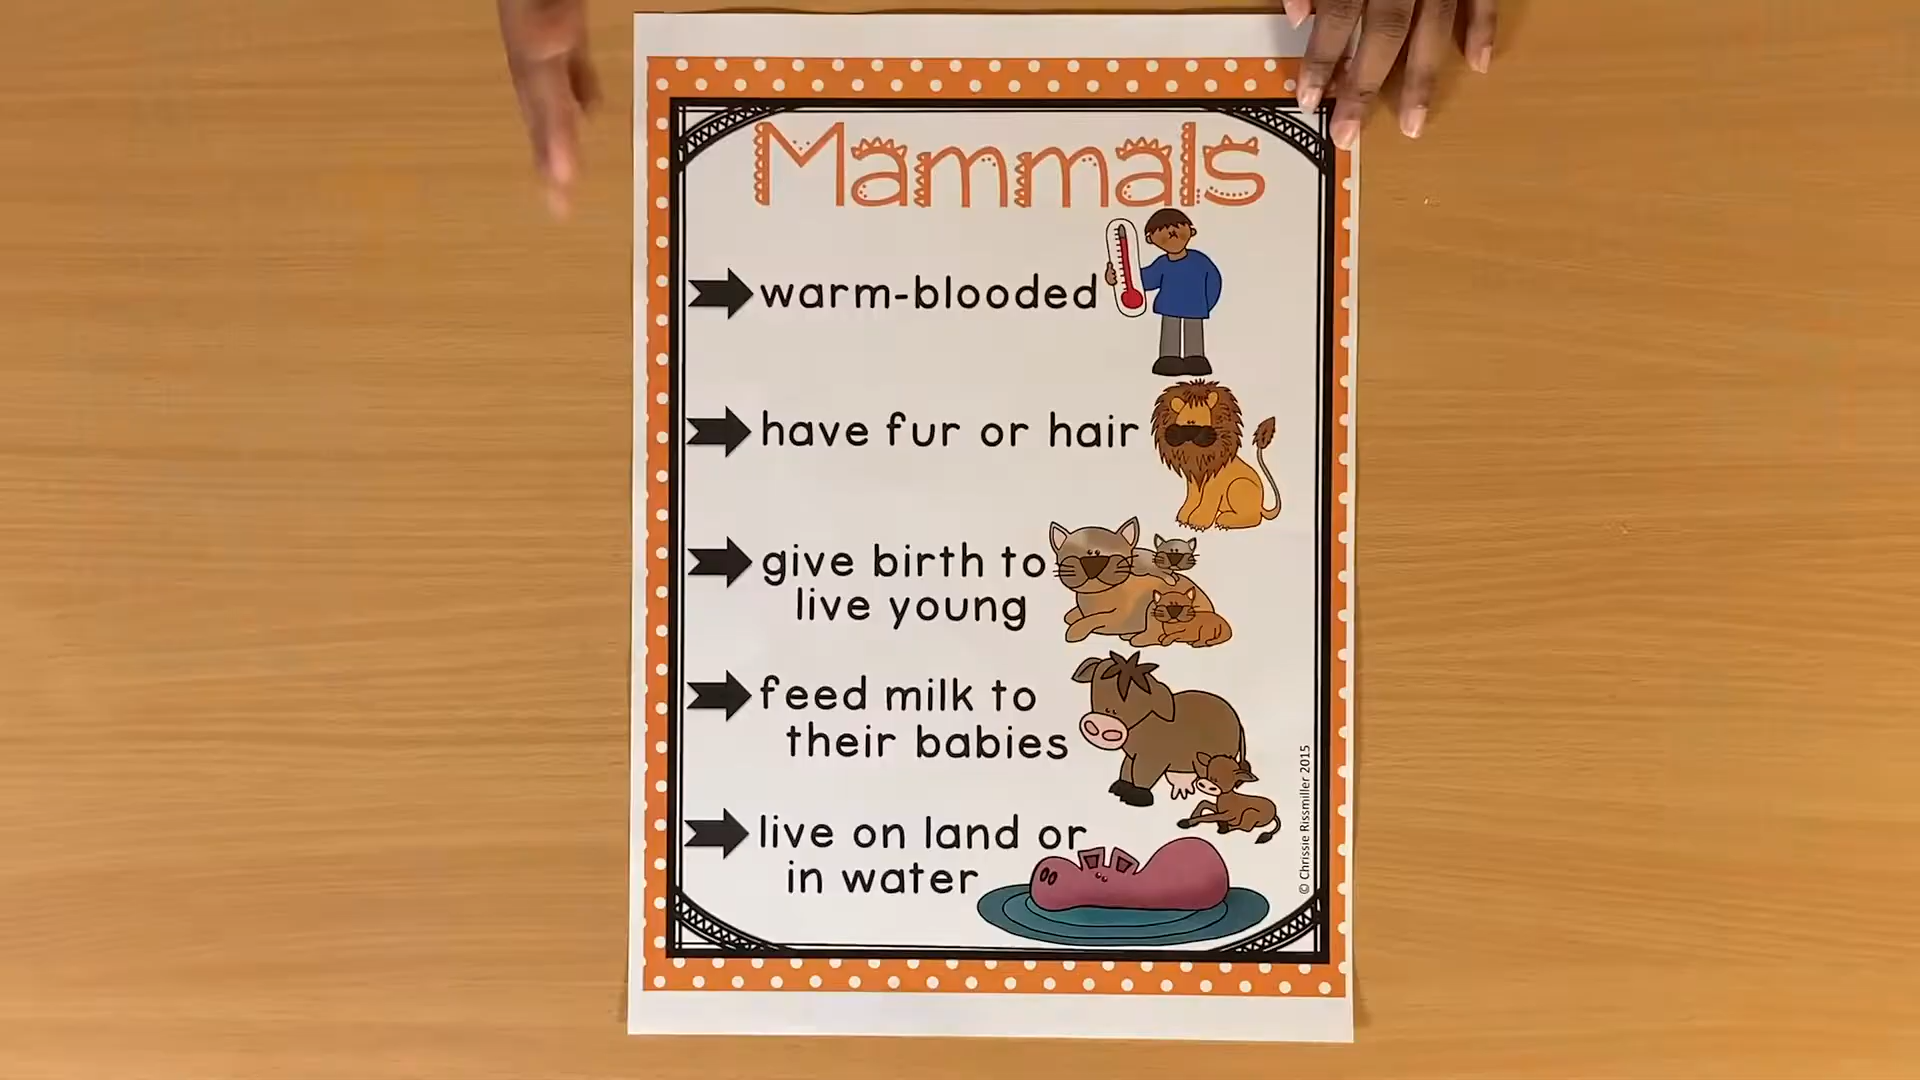 Mammals
warm-blooded
have fur or hair
give birth to
live young
feed milk to
their babies
live on land or
in water
© Chrissie Rissmiller 2015